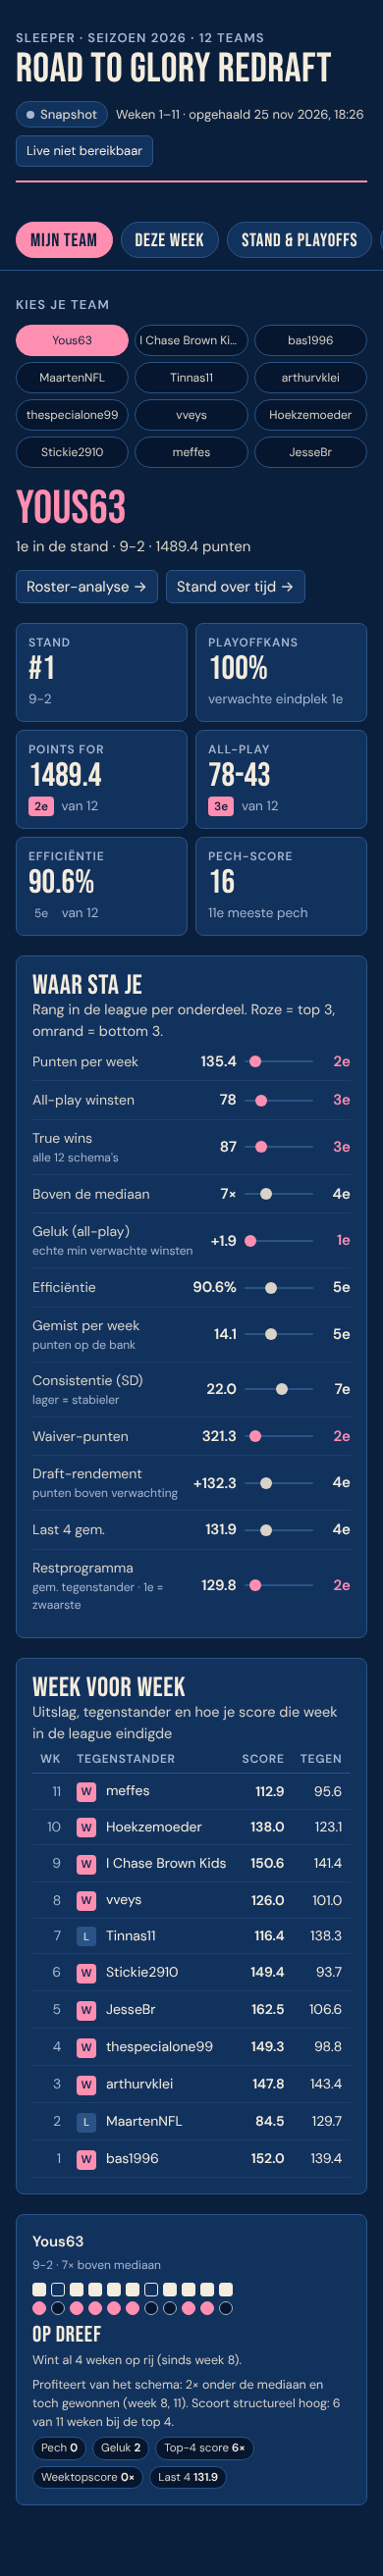 SLEEPER · SEIZOEN 2026 · 12 TEAMS
ROAD TO GLORY REDRAFT
Snapshot Weken 1–11 · opgehaald 25 nov 2026, 18:26
Live niet bereikbaar
MIJN TEAM DEZE WEEK STAND & PLAYOFFS
KIES JE TEAM
Yous63 I Chase Brown Ki... bas1996
MaartenNFL Tinnas11 arthurvklei
thespecialone99 vveys Hoekzemoeder
Stickie2910 meffes JesseBr
YOUS63
1e in de stand · 9-2 · 1489.4 punten
Roster-analyse → Stand over tijd →
STAND PLAYOFFKANS
#1 100%
9-2 verwachte eindplek 1e
POINTS FOR ALL-PLAY
1489.4 78-43
2e van 12 3e van 12
EFFICIËNTIE PECH-SCORE
90.6% 16
5e van 12 11e meeste pech
WAAR STA JE
Rang in de league per onderdeel. Roze = top 3,
omrand = bottom 3.
Punten per week 135.4 2e
All-play winsten 78 3e
True wins 87 3e
alle 12 schema's
Boven de mediaan 7× 4e
Geluk (all-play) +1.9 1e
echte min verwachte winsten
Efficiëntie 90.6% 5e
Gemist per week 14.1 5e
punten op de bank
Consistentie (SD) 22.0 7e
lager = stabieler
Waiver-punten 321.3 2e
Draft-rendement +132.3 4e
punten boven verwachting
Last 4 gem. 131.9 4e
Restprogramma 129.8 2e
gem. tegenstander · 1e =
zwaarste
WEEK VOOR WEEK
Uitslag, tegenstander en hoe je score die week
in de league eindigde
WK TEGENSTANDER SCORE TEGEN
11 W meffes 112.9 95.6
10 W Hoekzemoeder 138.0 123.1
9 W I Chase Brown Kids 150.6 141.4
8 W vveys 126.0 101.0
7 L Tinnas11 116.4 138.3
6 W Stickie2910 149.4 93.7
5 W JesseBr 162.5 106.6
4 W thespecialone99 149.3 98.8
3 W arthurvklei 147.8 143.4
2 L MaartenNFL 84.5 129.7
1 W bas1996 152.0 139.4
Yous63
9-2 · 7× boven mediaan
OP DREEF
Wint al 4 weken op rij (sinds week 8).
Profiteert van het schema: 2× onder de mediaan en
toch gewonnen (week 8, 11). Scoort structureel hoog: 6
van 11 weken bij de top 4.
Pech 0 Geluk 2 Top-4 score 6×
Weektopscore 0× Last 4 131.9